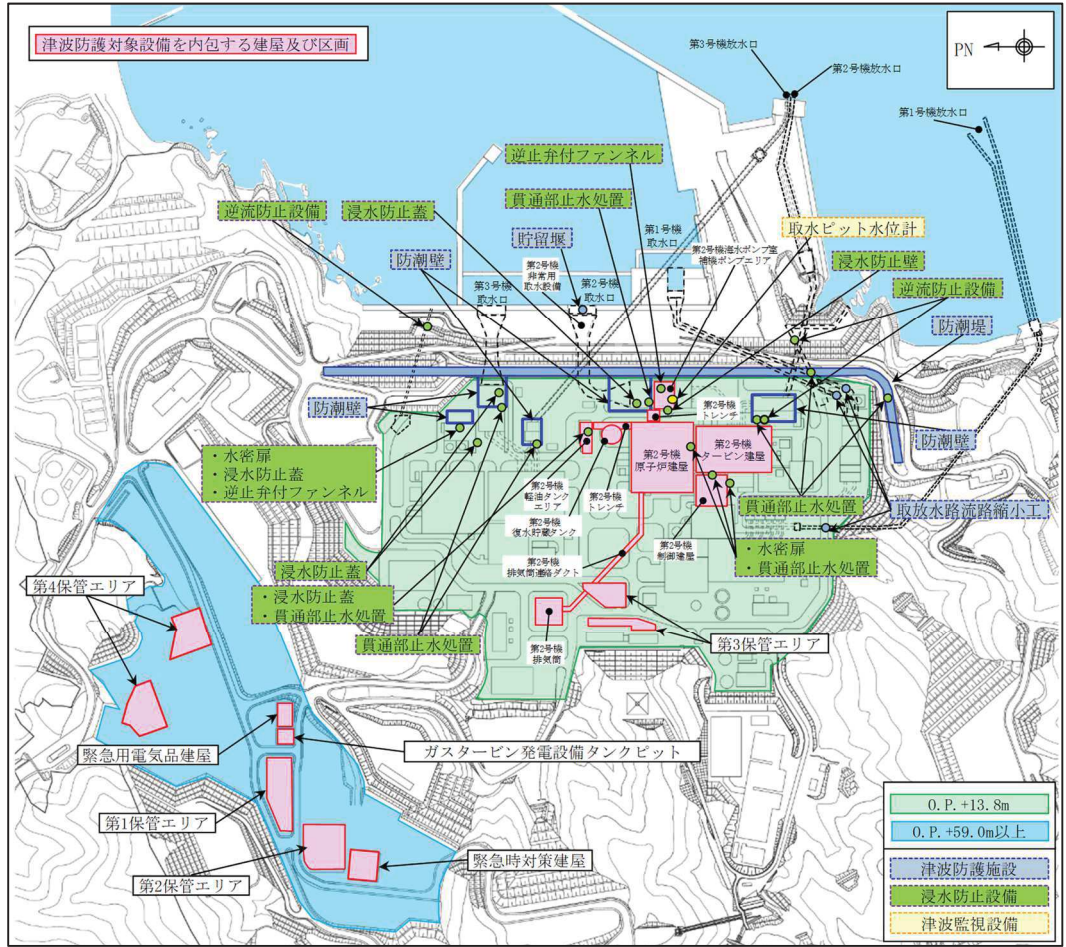 津波防護対象設備を内包する建屋及び区画
PN
第3号機放水口
第2号機放水口
第1号機放水口
逆止弁付ファンネル
貫通部止水処置
浸水防止蓋
逆流防止設備
防潮壁
貯留堰
第1号機
取水口
第2号機海水ポンプ室
補機ポンプエリア
取水ピット水位計
浸水防止壁
逆流防止設備
防潮堤
第2号機
非常用
取水設備
第2号機
取水口
第3号機
取水口
防潮壁
・水密扉
・浸水防止蓋
・逆止弁付ファンネル
第2号機
トレンチ
第2号機
原子炉建屋
第2号機
タービン建屋
防潮壁
第2号機
軽油タンク
エリア
第2号機
トレンチ
第2号機
復水貯蔵タンク
貫通部止水処置
取放水路流路縮小工
第2号機
制御建屋
・水密扉
・貫通部止水処置
第2号機
排気筒連絡ダクト
浸水防止蓋
・浸水防止蓋
・貫通部止水処置
貫通部止水処置
第4保管エリア
第2号機
排気筒
第3保管エリア
緊急用電気品建屋
ガスタービン発電設備タンクピット
第1保管エリア
第2保管エリア
緊急時対策建屋
O.P.+13.8m
O.P.+59.0m以上
津波防護施設
浸水防止設備
津波監視設備